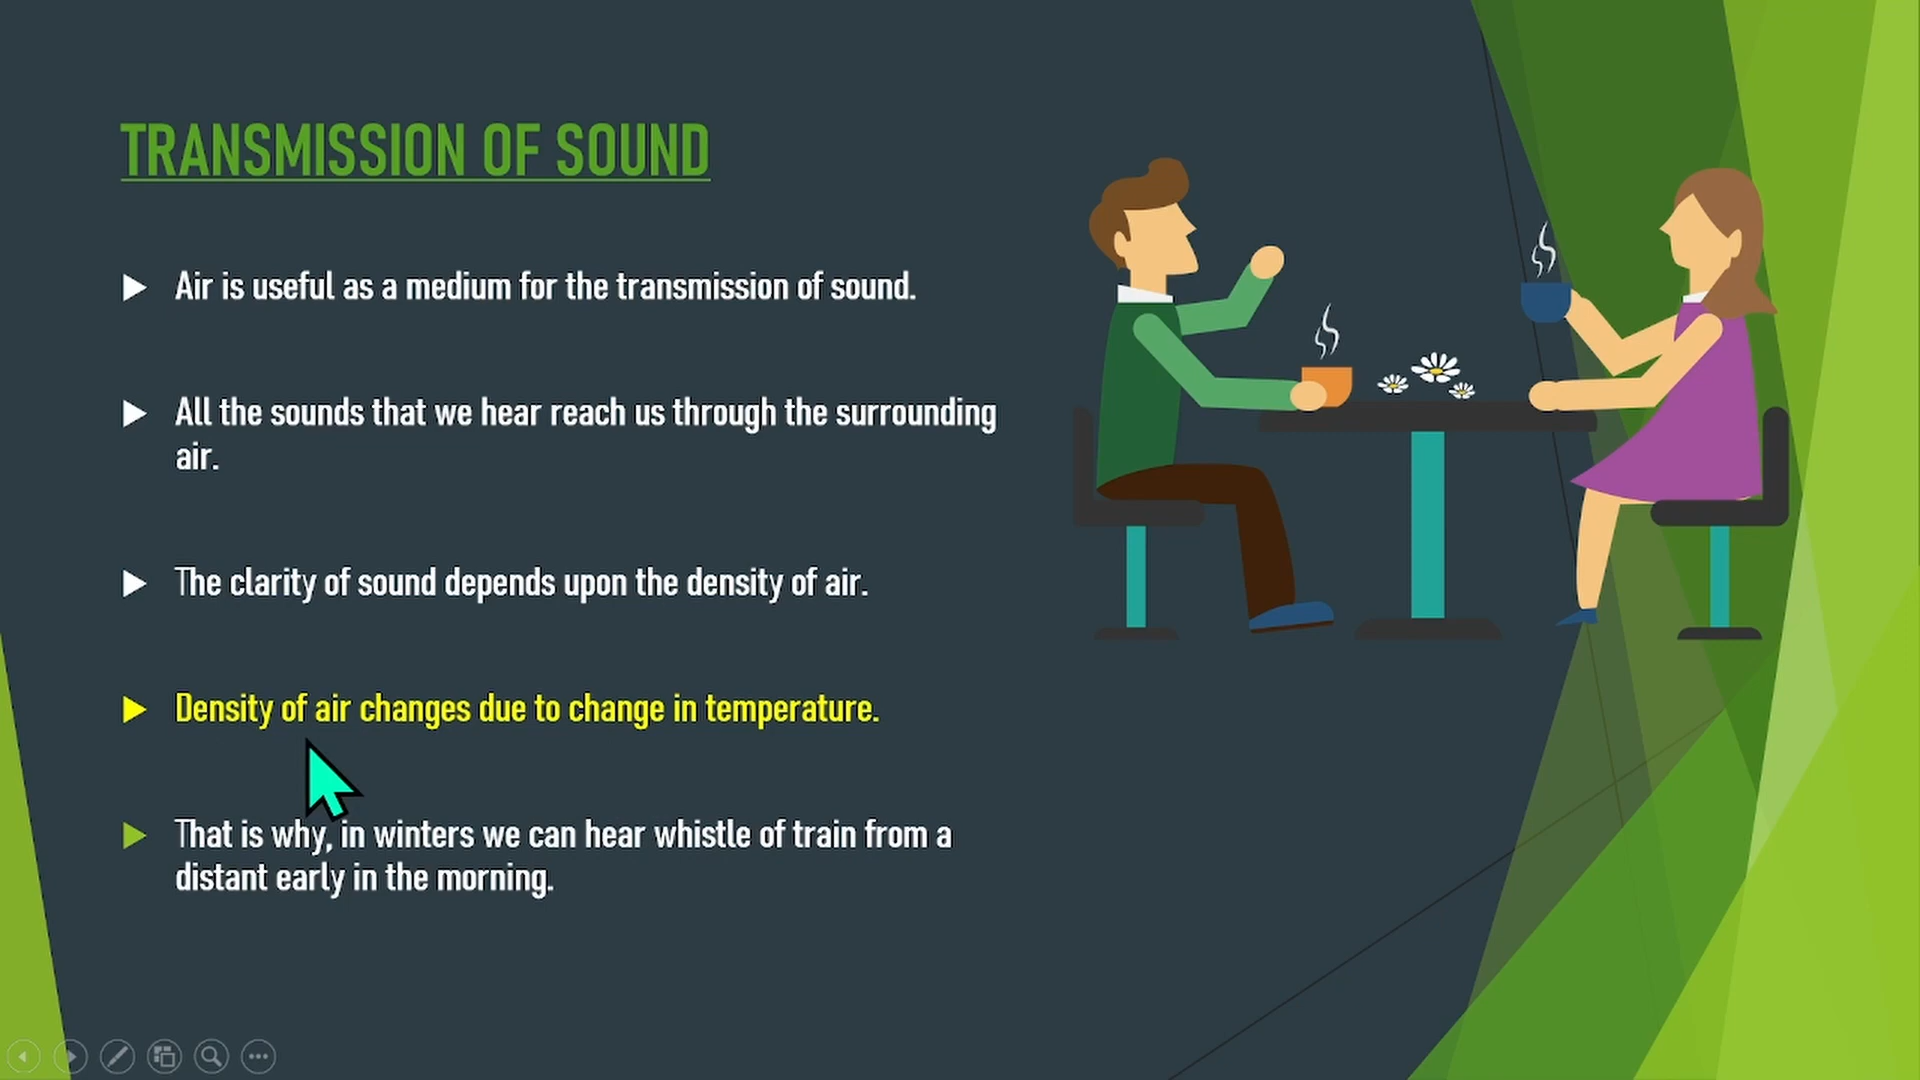 TRANSMISSION OF SOUND
Air is useful as a medium for the transmission of sound.
All the sounds that we hear reach us through the surrounding
air.
The clarity of sound depends upon the density of air.
Density of air changes due to change in temperature.
That is why, in winters we can hear whistle of train from a
distant early in the morning.